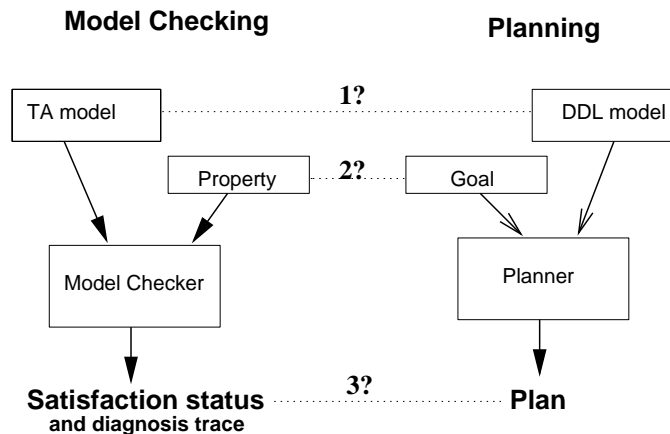 Model Checking
Planning
1?
TA model
DDL model
2?
Property
Goal
Model Checker
Planner
3?
Satisfaction status
Plan
and diagnosis trace